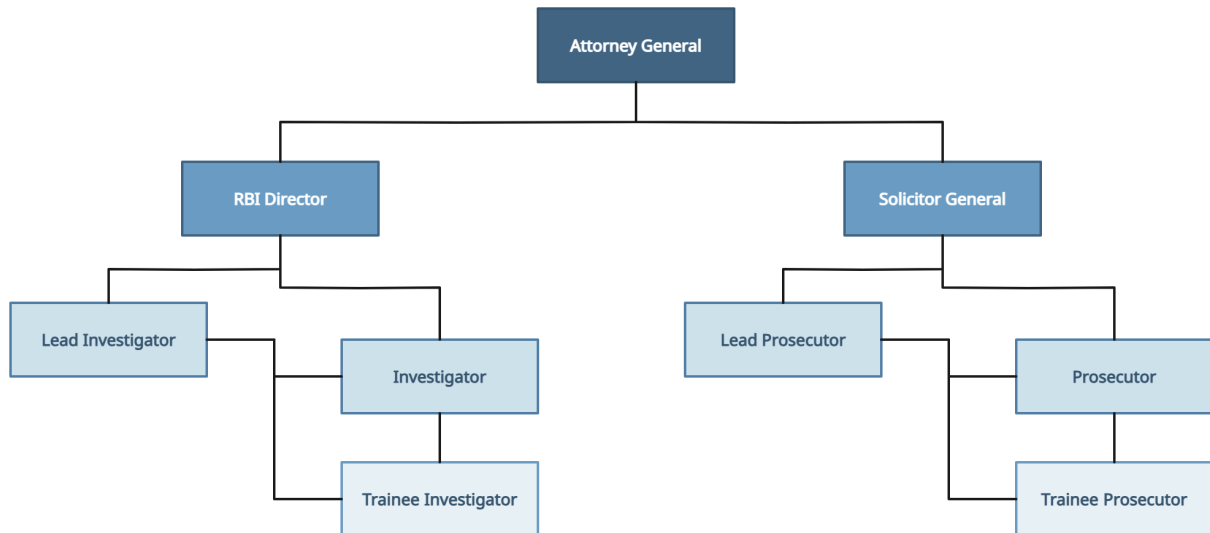 Attorney General
RBI Director
Solicitor General
Lead Investigator
Investigator
Trainee Investigator
Lead Prosecutor
Prosecutor
Trainee Prosecutor